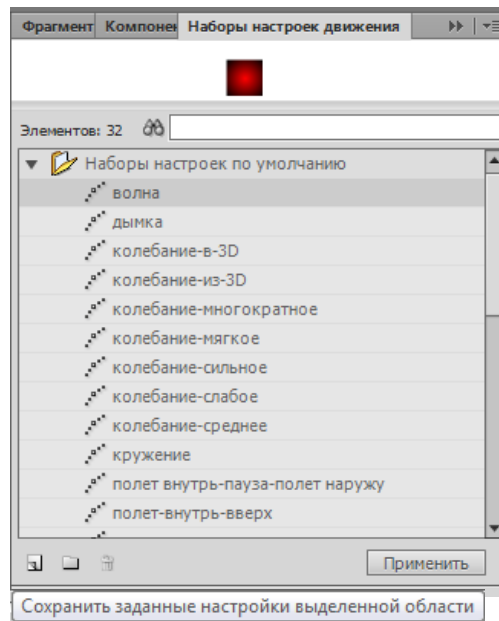 Фрагмент Компонен Наборы настроек движения
Элементов: 32
Наборы настроек по умолчанию
волна
дымка
колебание-в-3D
колебание-из-3D
колебание-многократное
колебание-мягкое
колебание-сильное
колебание-слабое
колебание-среднее
кружение
полет внутрь-пауза-полет наружу
полет-внутрь-вверх
Применить
Сохранить заданные настройки выделенной области